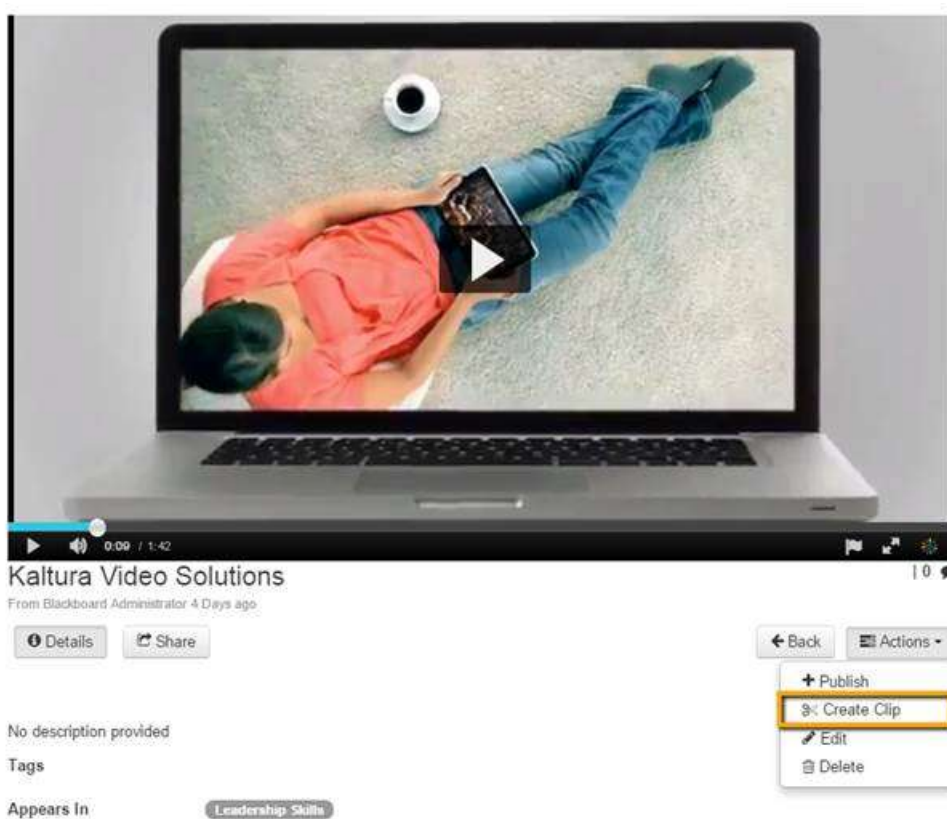 0:09 / 1:42
Kaltura Video Solutions
| 0
From Blackboard Administrator 4 Days ago
Details
Share
Back
Actions
Publish
Create Clip
Edit
Delete
No description provided
Tags
Appears In
Leadership Skills